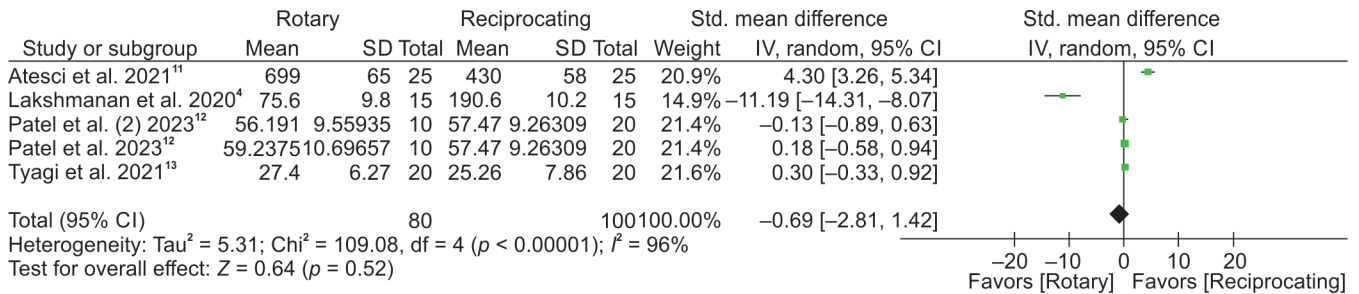 Rotary Reciprocating Std. mean difference Std. mean difference
Study or subgroup Mean SD Total Mean SD Total Weight IV, random, 95% CI IV, random, 95% CI
Atesci et al. 2021¹¹ 699 65 25 430 58 25 20.9% 4.30 [3.26, 5.34]
Lakshmanan et al. 2020⁴ 75.6 9.8 15 190.6 10.2 15 14.9% –11.19 [–14.31, –8.07]
Patel et al. (2) 2023¹² 56.191 9.55935 10 57.47 9.26309 20 21.4% –0.13 [–0.89, 0.63]
Patel et al. 2023¹² 59.2375 10.69657 10 57.47 9.26309 20 21.4% 0.18 [–0.58, 0.94]
Tyagi et al. 2021¹³ 27.4 6.27 20 25.26 7.86 20 21.6% 0.30 [–0.33, 0.92]
Total (95% CI) 80 100 100.00% –0.69 [–2.81, 1.42]
Heterogeneity: Tau² = 5.31; Chi² = 109.08, df = 4 (p < 0.00001); I² = 96%
Test for overall effect: Z = 0.64 (p = 0.52)
–20 –10 0 10 20
Favors [Rotary] Favors [Reciprocating]